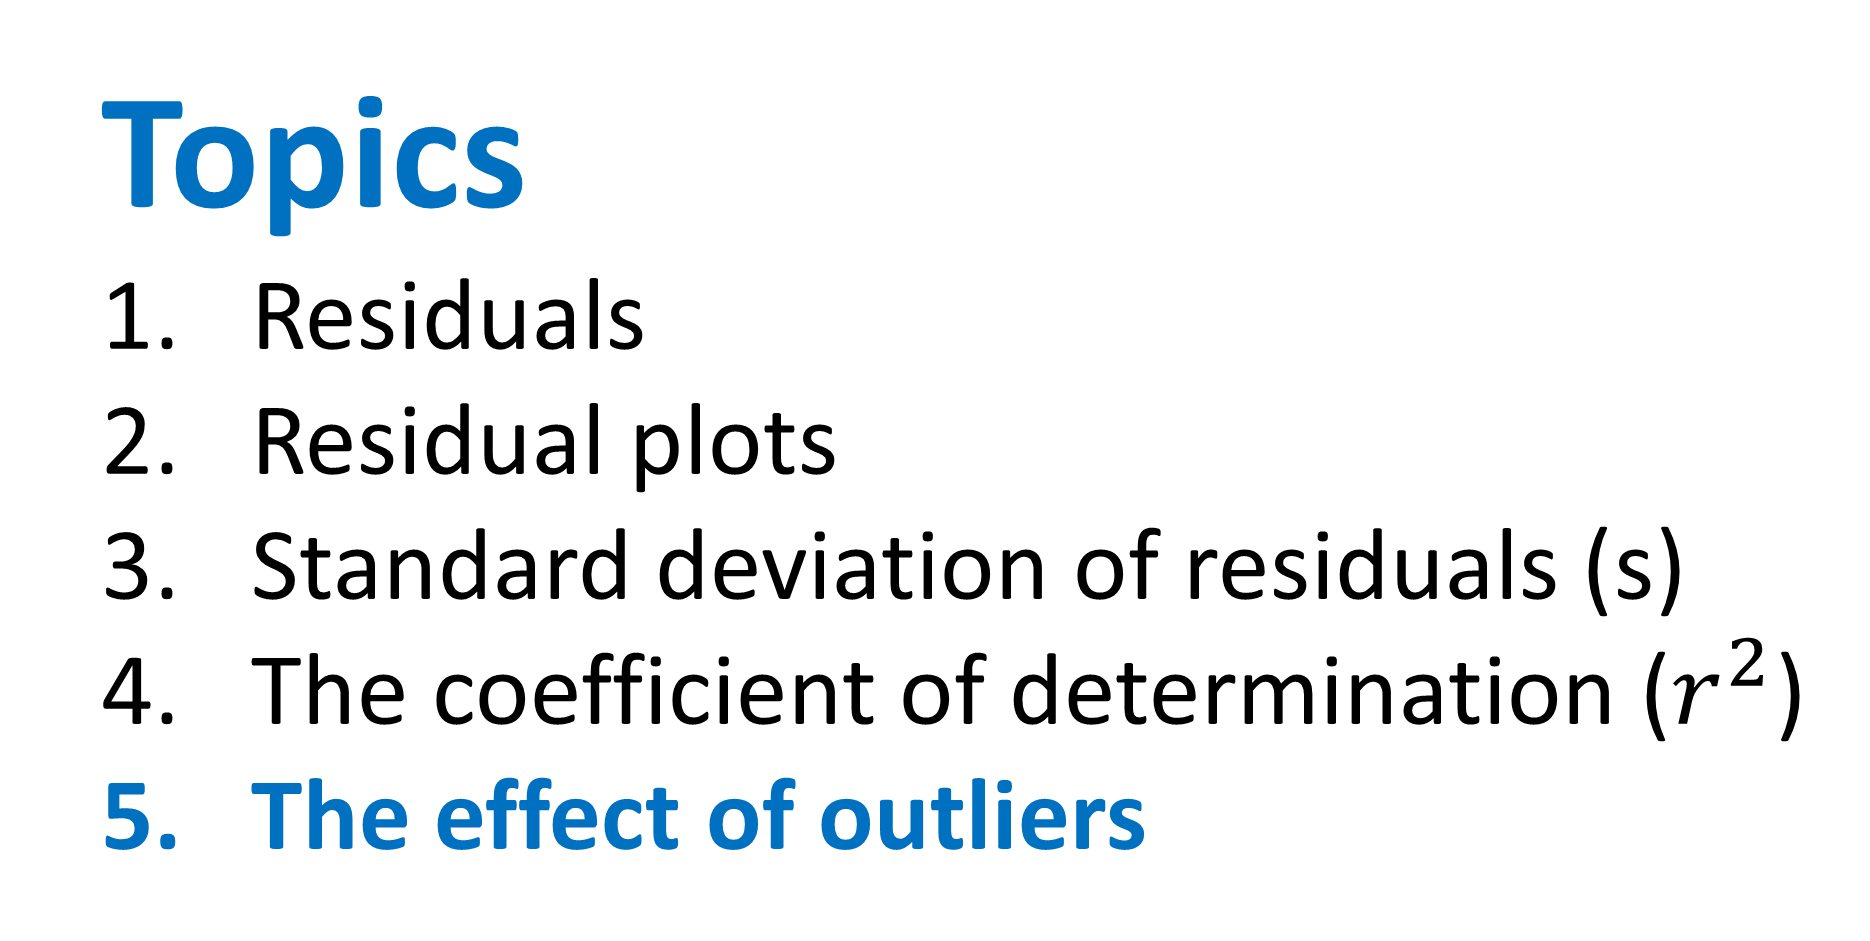 Topics
1. Residuals
2. Residual plots
3. Standard deviation of residuals (s)
4. The coefficient of determination (r²)
5. The effect of outliers